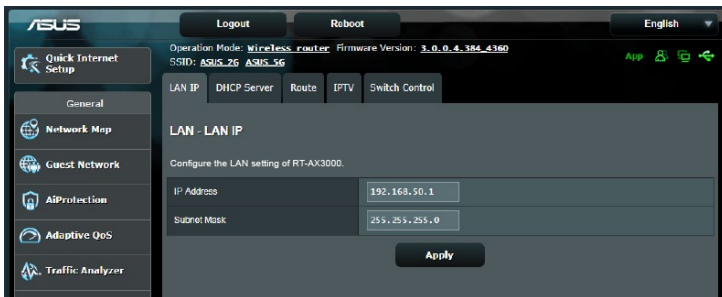 ASUS
Logout
Reboot
English
Quick Internet
Setup
Operation Mode: Wireless router Firmware Version: 3.0.0.4.384_4360
SSID: ASUS_2G ASUS_5G
App
General
Network Map
Guest Network
AiProtection
Adaptive QoS
Traffic Analyzer
LAN IP
DHCP Server
Route
IPTV
Switch Control
LAN - LAN IP
Configure the LAN setting of RT-AX3000.
IP Address
192.168.50.1
Subnet Mask
255.255.255.0
Apply